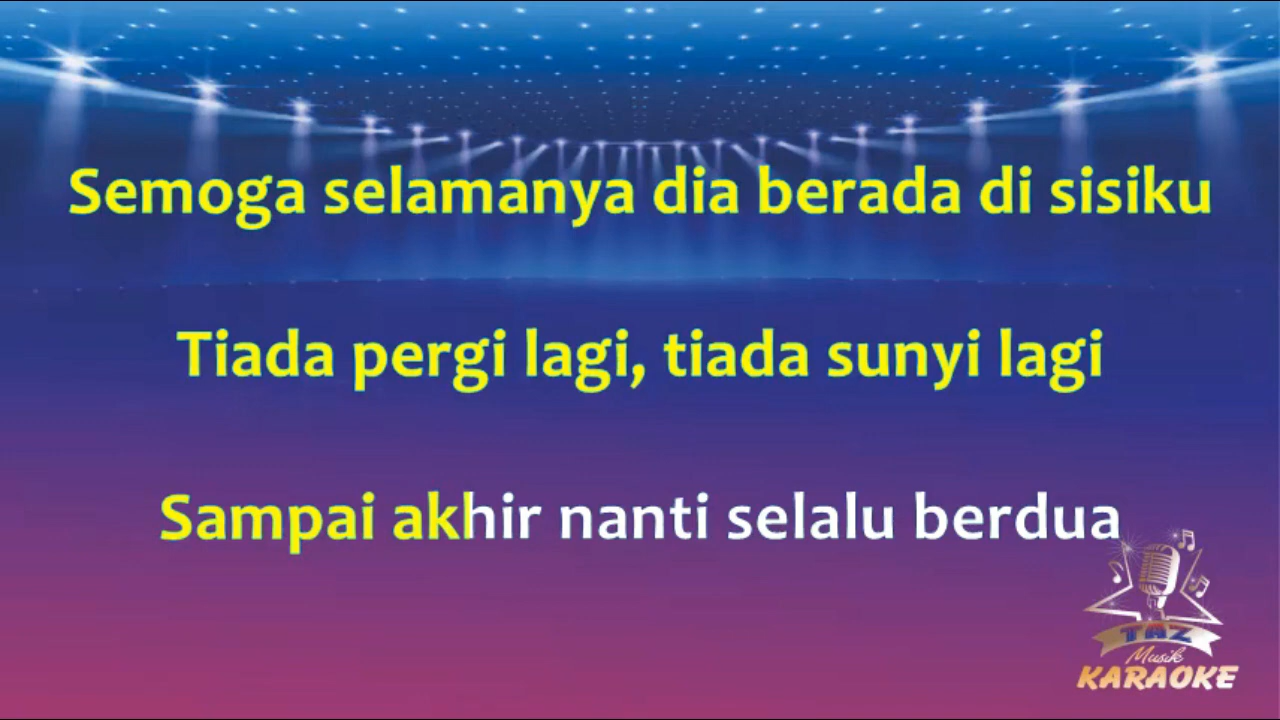 Semoga selamanya dia berada di sisiku
Tiada pergi lagi, tiada sunyi lagi
Sampai akhir nanti selalu berdua
TAZ
Musik
KARAOKE